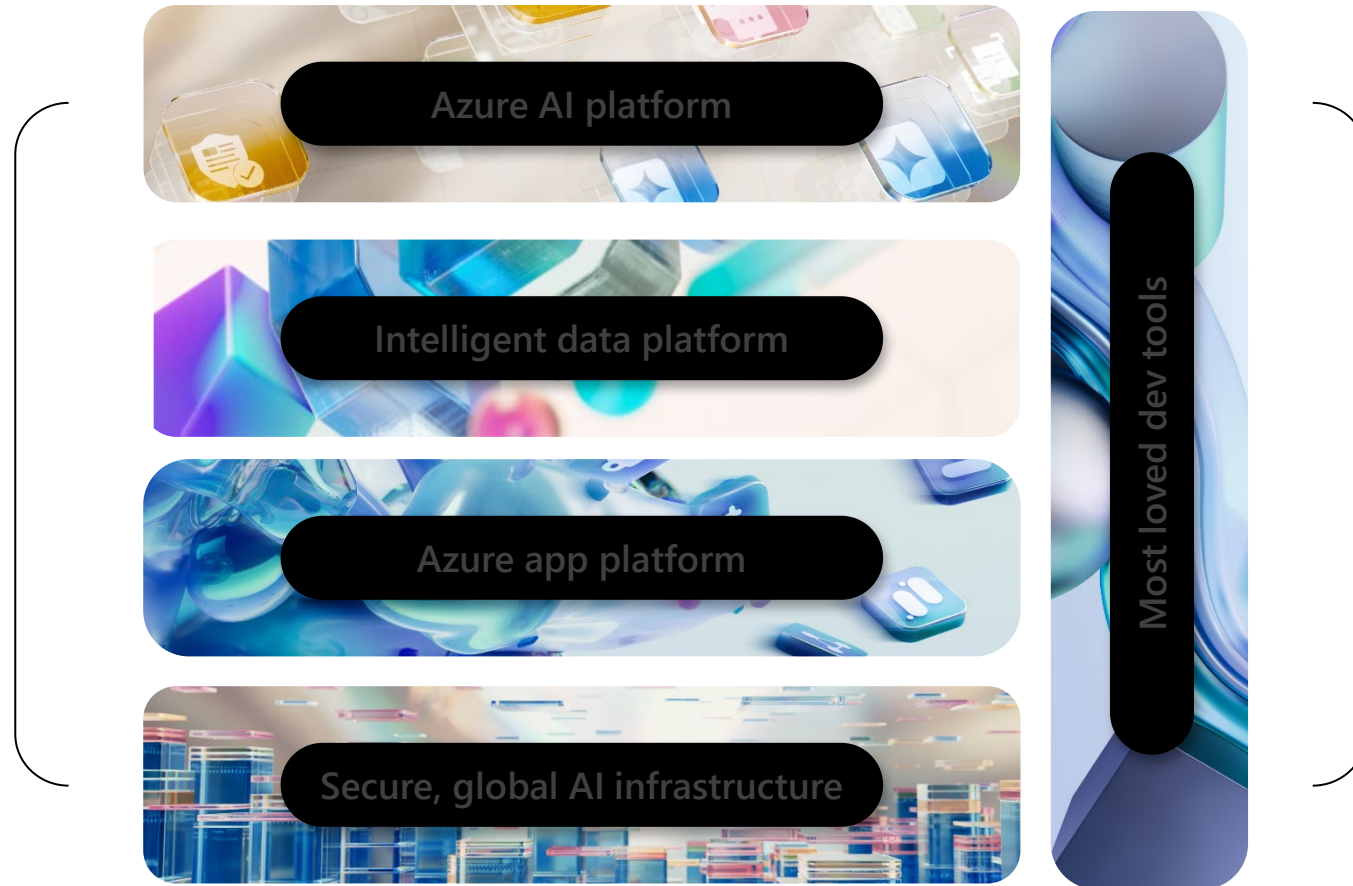 Azure AI platform
Intelligent data platform
Azure app platform
Secure, global AI infrastructure
Most loved dev tools